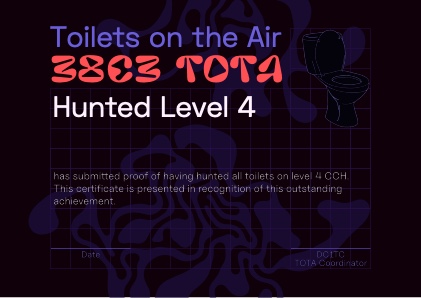 Toilets on the Air
38C3 TOTA
Hunted Level 4
has submitted proof of having hunted all toilets on level 4 CCH.
This certificate is presented in recognition of this outstanding
achievement.
Date
DC1TC
TOTA Coordinator